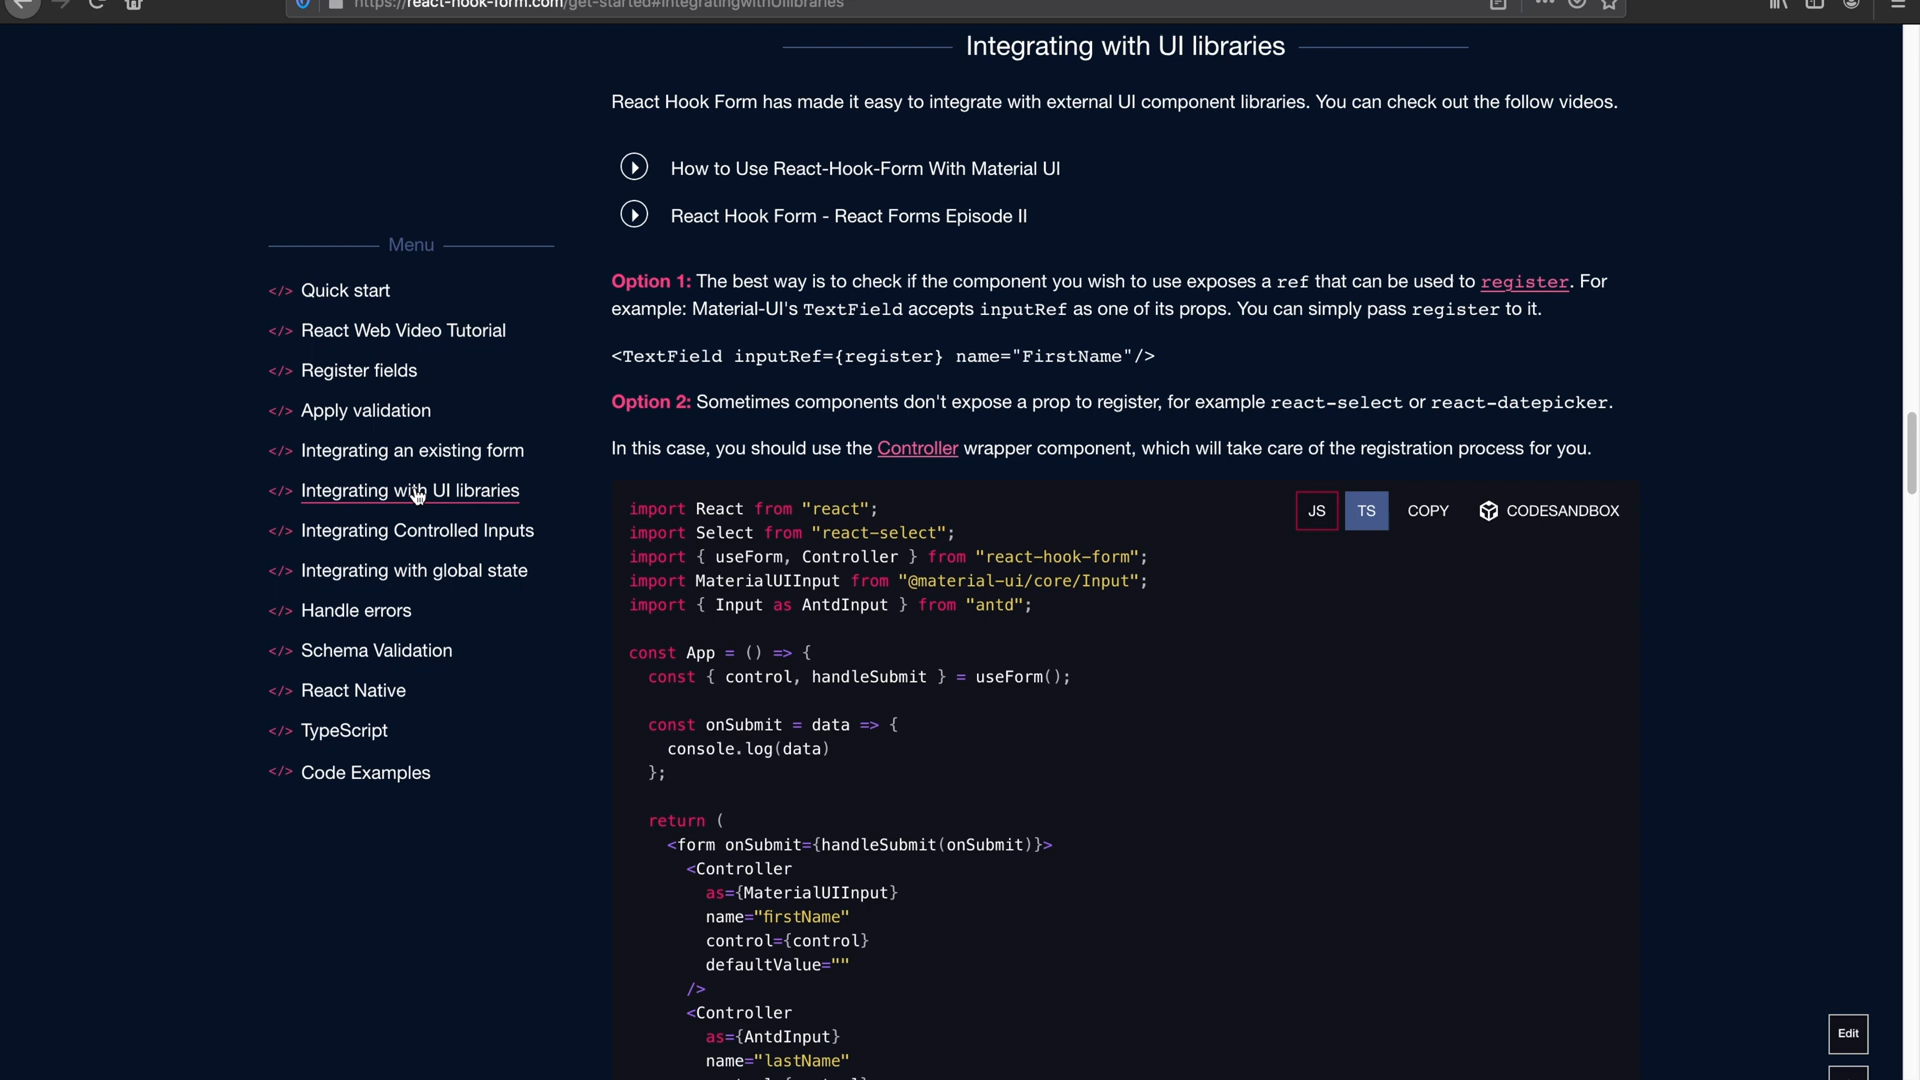 https://react-hook-form.com/get-started#IntegratingwithUIlibraries
Integrating with UI libraries
React Hook Form has made it easy to integrate with external UI component libraries. You can check out the follow videos.
How to Use React-Hook-Form With Material UI
React Hook Form - React Forms Episode II
Menu
</> Quick start
</> React Web Video Tutorial
</> Register fields
</> Apply validation
</> Integrating an existing form
</> Integrating with UI libraries
</> Integrating Controlled Inputs
</> Integrating with global state
</> Handle errors
</> Schema Validation
</> React Native
</> TypeScript
</> Code Examples
Option 1: The best way is to check if the component you wish to use exposes a ref that can be used to register. For
example: Material-UI's TextField accepts inputRef as one of its props. You can simply pass register to it.
<TextField inputRef={register} name="FirstName"/>
Option 2: Sometimes components don't expose a prop to register, for example react-select or react-datepicker.
In this case, you should use the Controller wrapper component, which will take care of the registration process for you.
JS TS COPY CODESANDBOX
import React from "react";
import Select from "react-select";
import { useForm, Controller } from "react-hook-form";
import MaterialUIInput from "@material-ui/core/Input";
import { Input as AntdInput } from "antd";
const App = () => {
const { control, handleSubmit } = useForm();
const onSubmit = data => {
console.log(data)
};
return (
<form onSubmit={handleSubmit(onSubmit)}>
<Controller
as={MaterialUIInput}
name="firstName"
control={control}
defaultValue=""
/>
<Controller
as={AntdInput}
name="lastName"
Edit